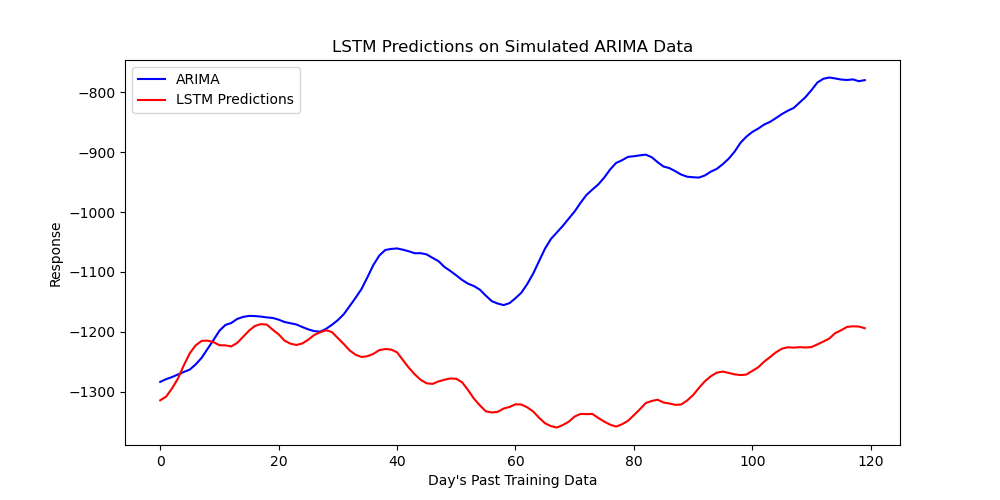 LSTM Predictions on Simulated ARIMA Data
ARIMA
LSTM Predictions
Response
−800
−900
−1000
−1100
−1200
−1300
0 20 40 60 80 100 120
Day's Past Training Data